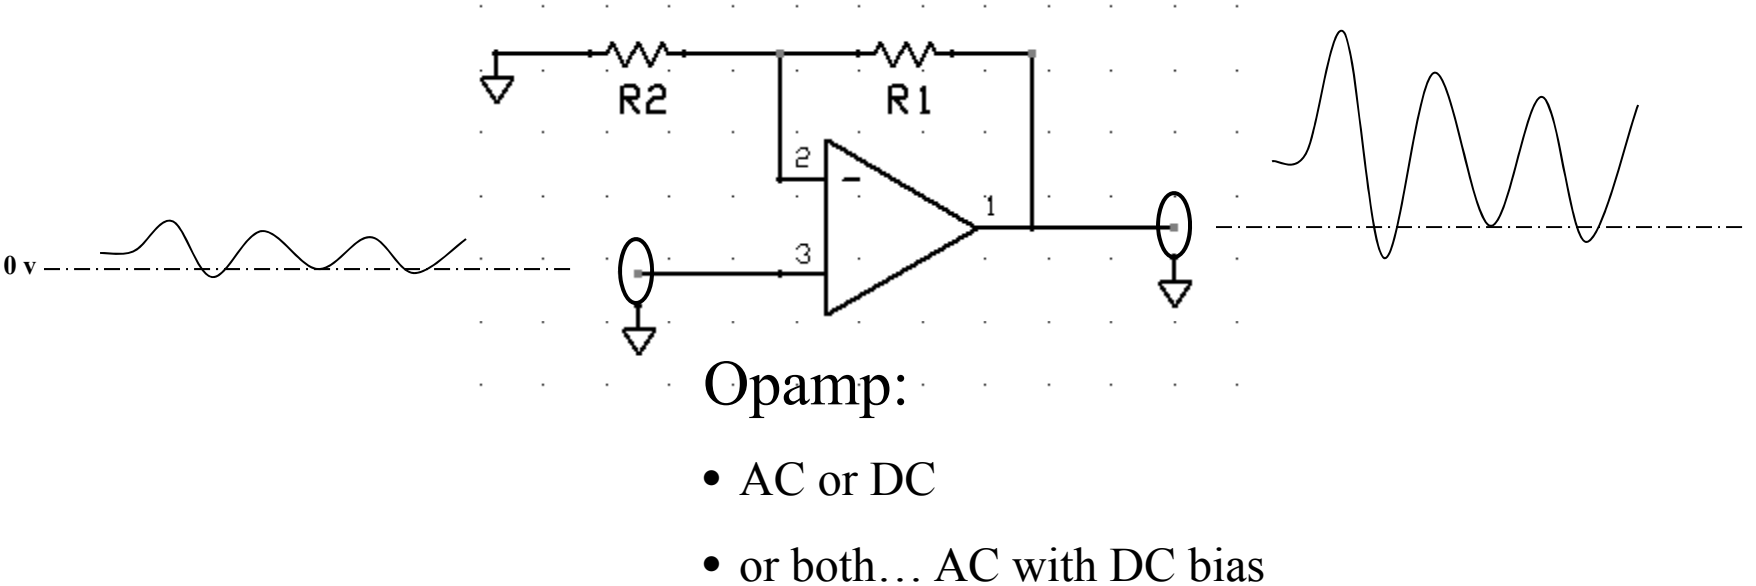 R2
R1
2
–
1
3
0 v
Opamp:
• AC or DC
• or both… AC with DC bias